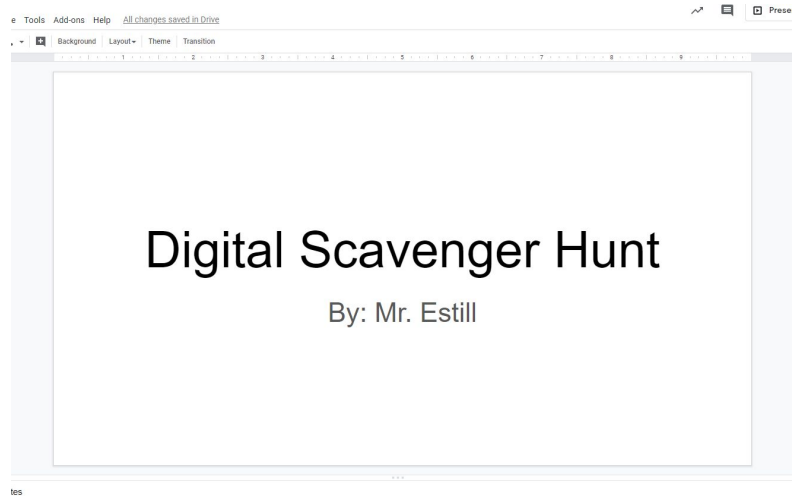 e Tools Add-ons Help All changes saved in Drive
Prese
Background Layout Theme Transition
1 2 3 4 5 6 7 8 9
Digital Scavenger Hunt
By: Mr. Estill
tes